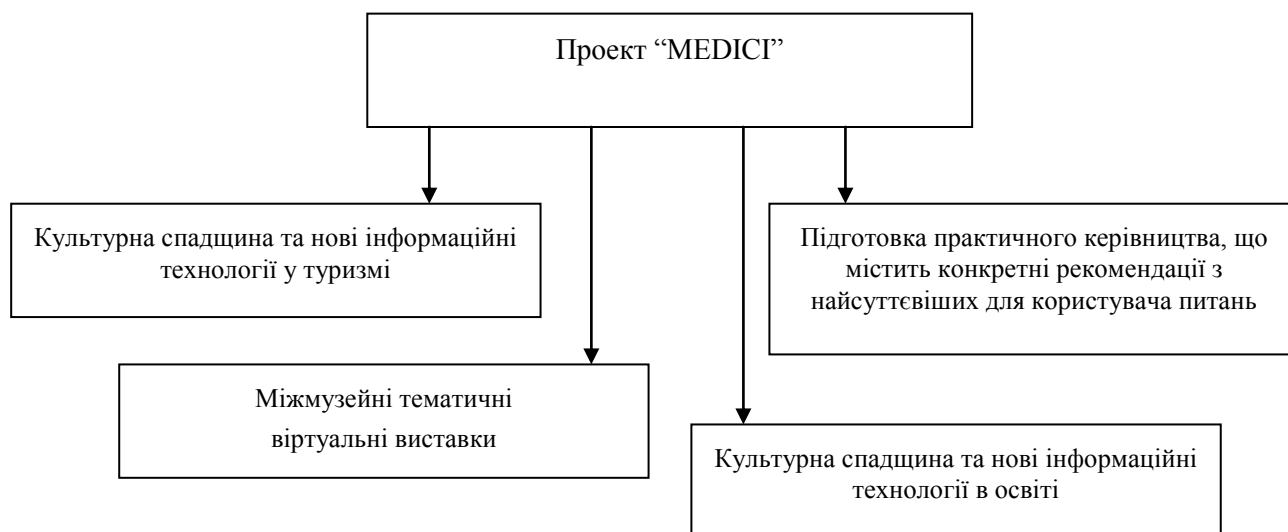 Проект “MEDICI”
Культурна спадщина та нові інформаційні
технології у туризмі
Підготовка практичного керівництва, що
містить конкретні рекомендації з
найсуттєвіших для користувача питань
Міжмузейні тематичні
віртуальні виставки
Культурна спадщина та нові інформаційні
технології в освіті